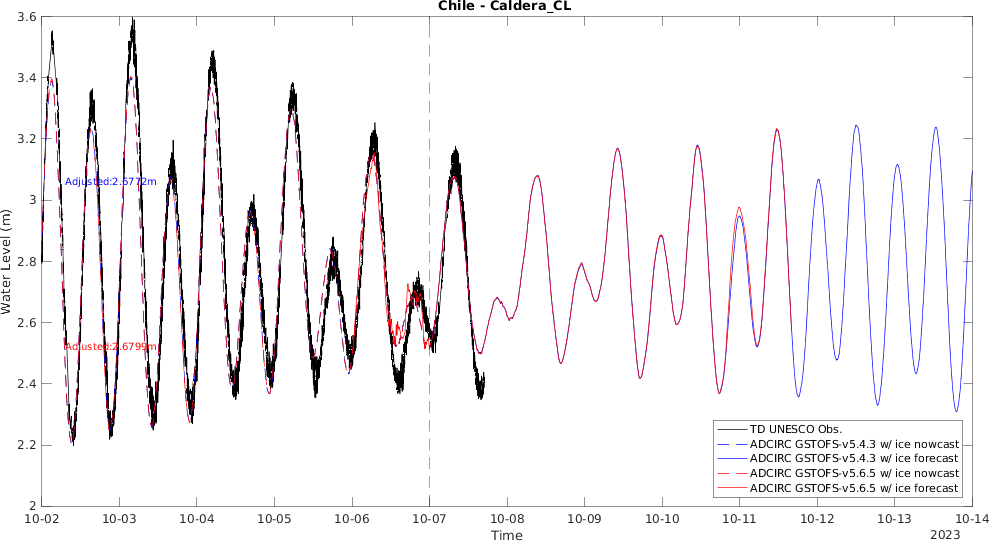 Chile - Caldera_CL
3.6
3.4
3.2
3
2.8
2.6
2.4
2.2
2
Water Level (m)
Adjusted:2.6772m
Adjusted:2.6799m
TD UNESCO Obs.
ADCIRC GSTOFS-v5.4.3 w/ ice nowcast
ADCIRC GSTOFS-v5.4.3 w/ ice forecast
ADCIRC GSTOFS-v5.6.5 w/ ice nowcast
ADCIRC GSTOFS-v5.6.5 w/ ice forecast
10-02 10-03 10-04 10-05 10-06 10-07 10-08 10-09 10-10 10-11 10-12 10-13 10-14
Time
2023